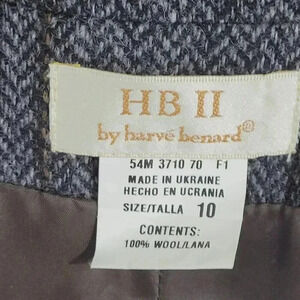 HB II
by harvé benard®
54M 3710 70 F1
MADE IN UKRAINE
HECHO EN UCRANIA
SIZE/TALLA 10
CONTENTS:
100% WOOL/LANA